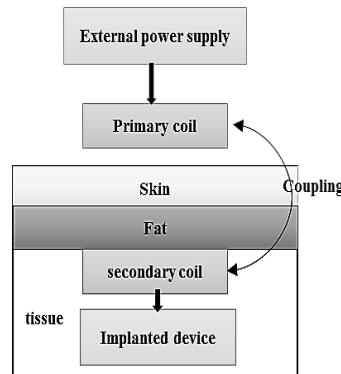 External power supply
Primary coil
Skin
Coupling
Fat
secondary coil
tissue
Implanted device